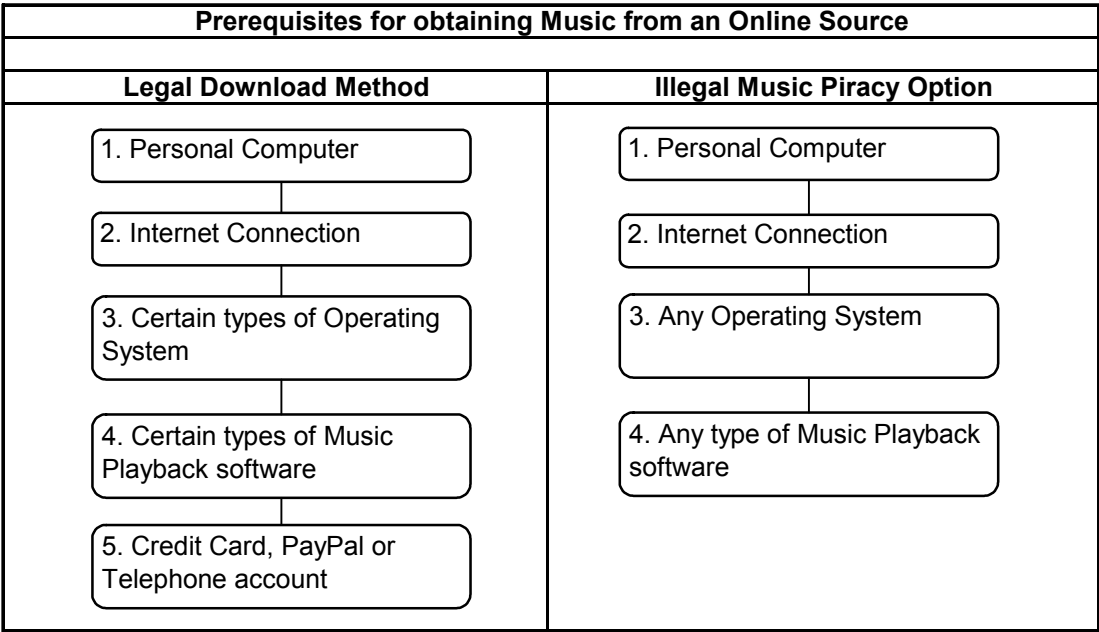 Prerequisites for obtaining Music from an Online Source
Legal Download Method
1. Personal Computer
2. Internet Connection
3. Certain types of Operating
System
4. Certain types of Music
Playback software
5. Credit Card, PayPal or
Telephone account
Illegal Music Piracy Option
1. Personal Computer
2. Internet Connection
3. Any Operating System
4. Any type of Music Playback
software